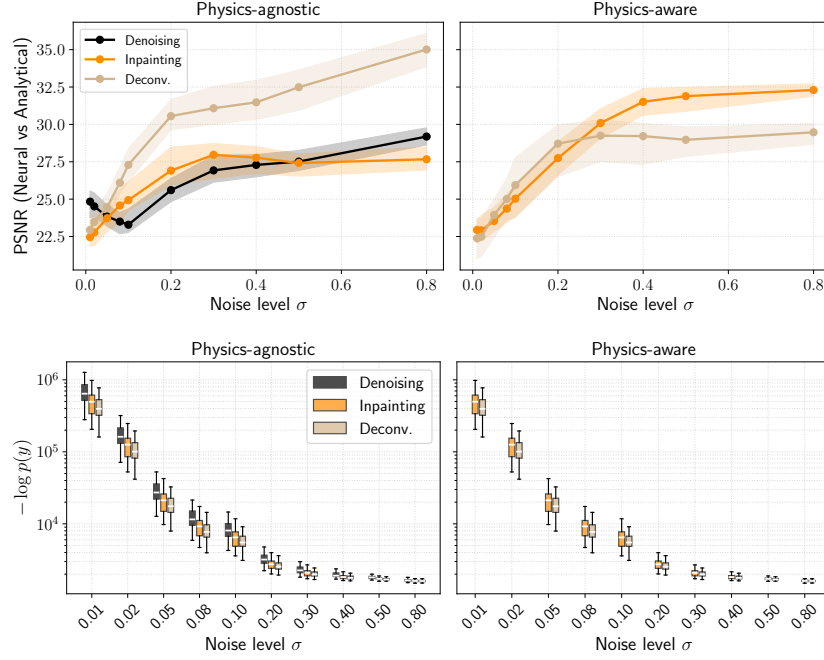 Physics-agnostic
Physics-aware
PSNR (Neural vs Analytical)
35.0
32.5
30.0
27.5
25.0
22.5
Denoising
Inpainting
Deconv.
0.0 0.2 0.4 0.6 0.8
0.0 0.2 0.4 0.6 0.8
Noise level σ
Noise level σ
Physics-agnostic
Physics-aware
− log p(y)
10^6
10^5
10^4
Denoising
Inpainting
Deconv.
0.01 0.02 0.05 0.08 0.10 0.20 0.30 0.40 0.50 0.80
0.01 0.02 0.05 0.08 0.10 0.20 0.30 0.40 0.50 0.80
Noise level σ
Noise level σ